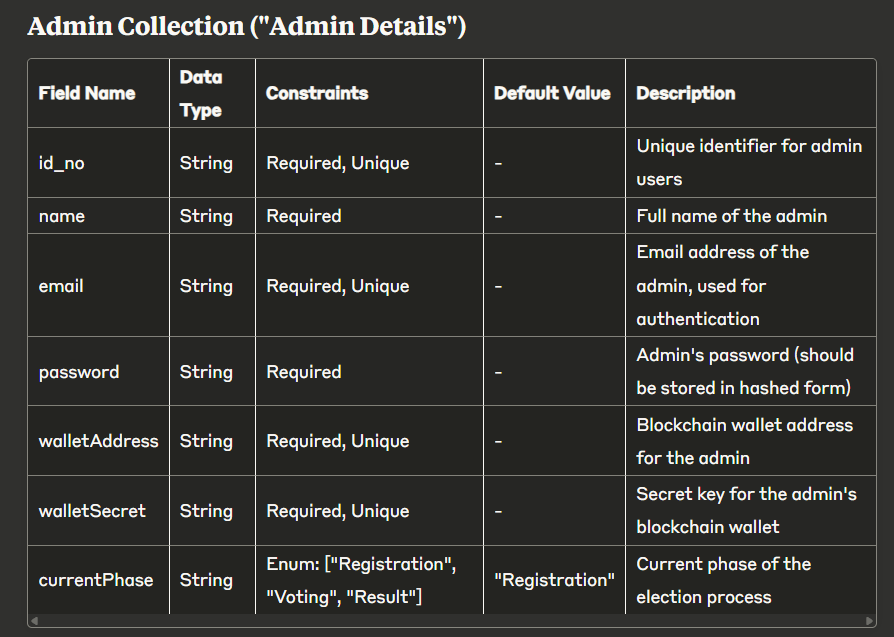 Admin Collection ("Admin Details")
Field Name
Data
Type
Constraints
Default Value
Description
id_no
String
Required, Unique
-
Unique identifier for admin
users
name
String
Required
-
Full name of the admin
email
String
Required, Unique
-
Email address of the
admin, used for
authentication
password
String
Required
-
Admin's password (should
be stored in hashed form)
walletAddress
String
Required, Unique
-
Blockchain wallet address
for the admin
walletSecret
String
Required, Unique
-
Secret key for the admin's
blockchain wallet
currentPhase
String
Enum: ["Registration",
"Voting", "Result"]
"Registration"
Current phase of the
election process